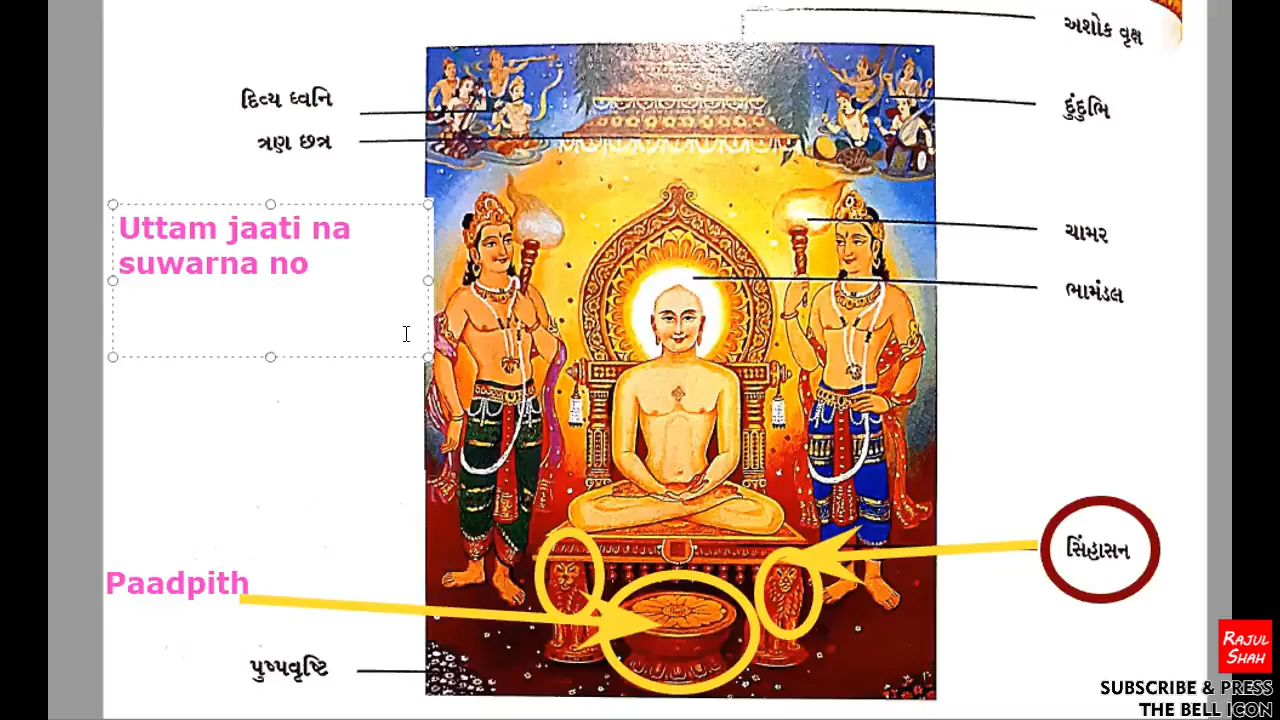 અશોક વૃક્ષ
દિવ્ય ધ્વનિ
દુંદુભિ
ત્રણ છત્ર
Uttam jaati na
suwarna no
ચામર
ભામંડલ
સિંહાસન
Paadpith
પુષ્પવૃષ્ટિ
RAJUL
SHAH
SUBSCRIBE & PRESS
THE BELL ICON